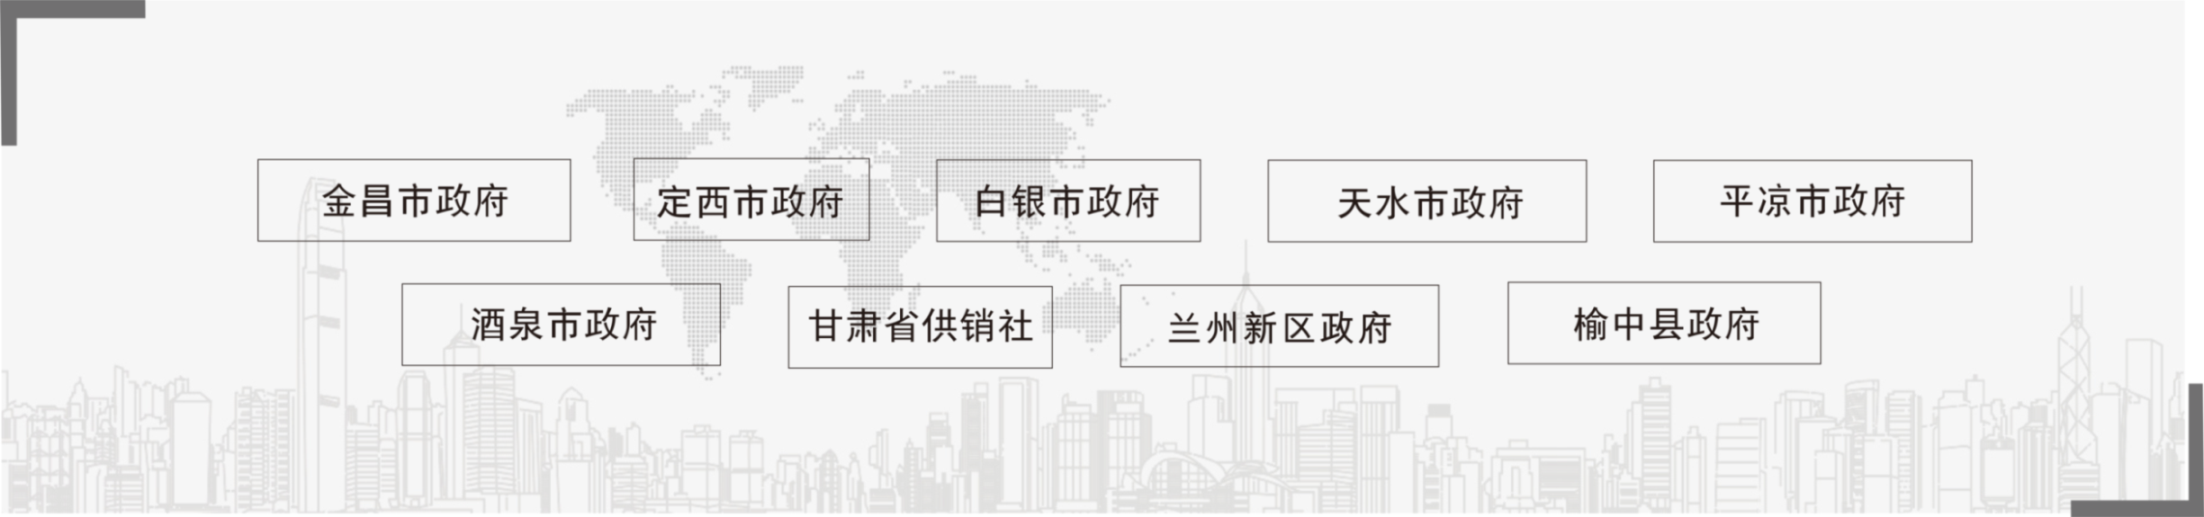 金昌市政府
定西市政府
白银市政府
天水市政府
平凉市政府
酒泉市政府
甘肃省供销社
兰州新区政府
榆中县政府